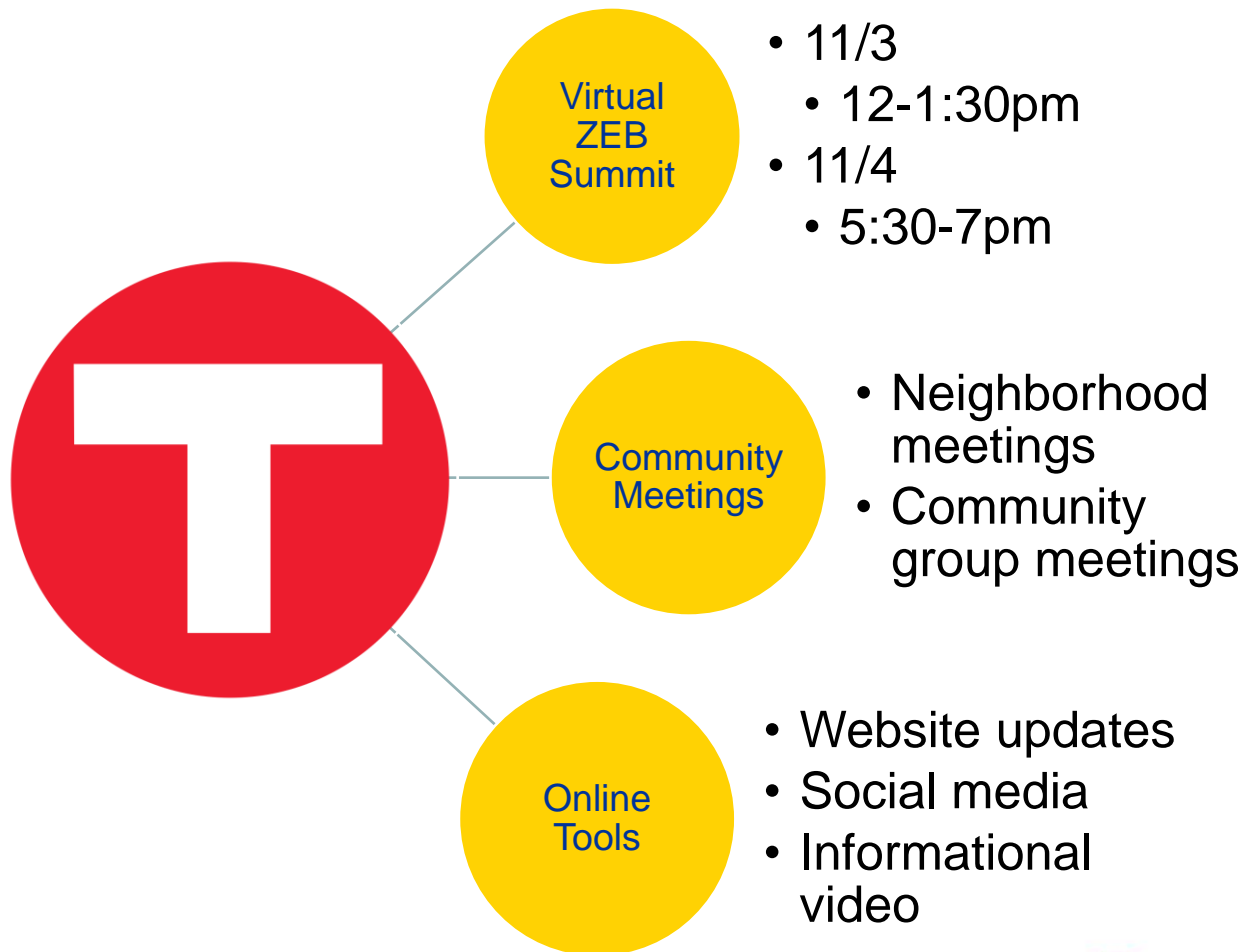 Virtual
ZEB
Summit
• 11/3
• 12-1:30pm
• 11/4
• 5:30-7pm
T
Community
Meetings
• Neighborhood
meetings
• Community
group meetings
Online
Tools
• Website updates
• Social media
• Informational
video